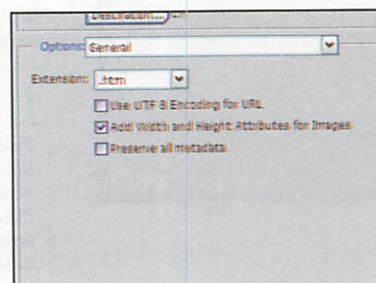 Destination...
Options: General
Extension: .htm
Use UTF 8 Encoding for URL
Add Width and Height Attributes for Images
Preserve all metadata